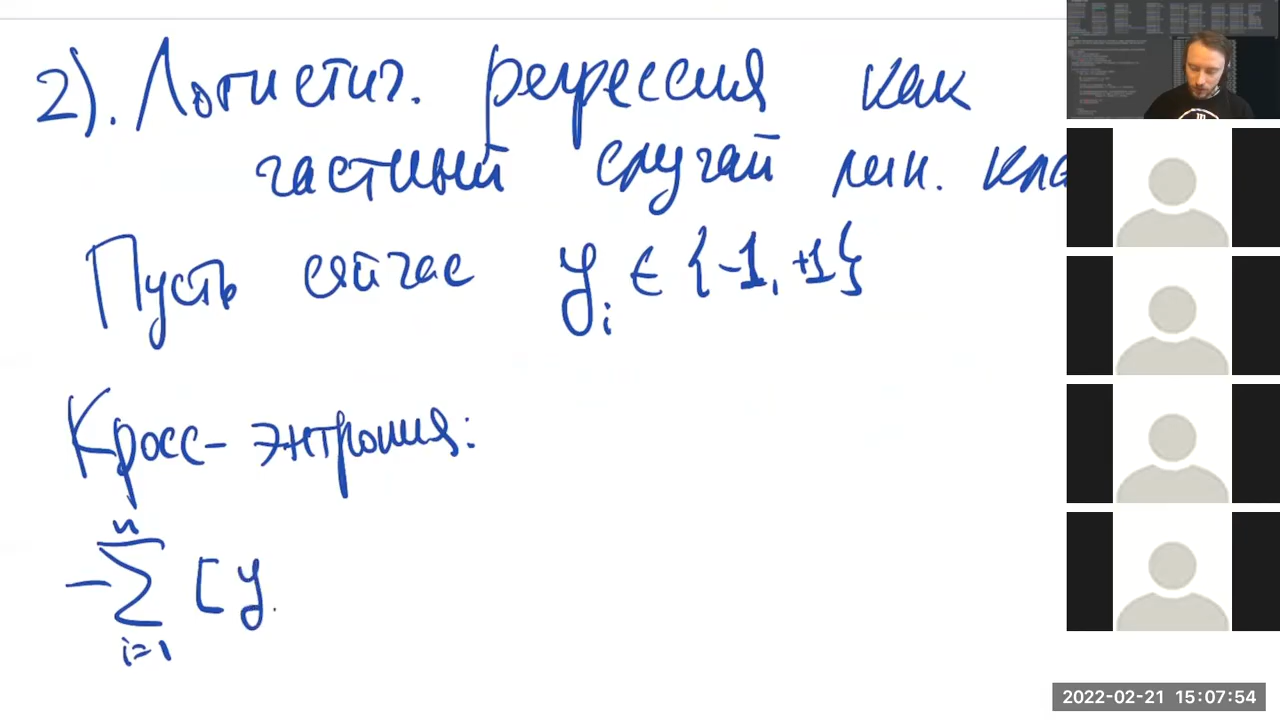 2). Логистич. регрессия как
частный случай лин. кла
Пусть сейчас y_i ∈ {-1, +1}
Кросс-энтропия:
n
-∑ [y
i=1
2022-02-21 15:07:54